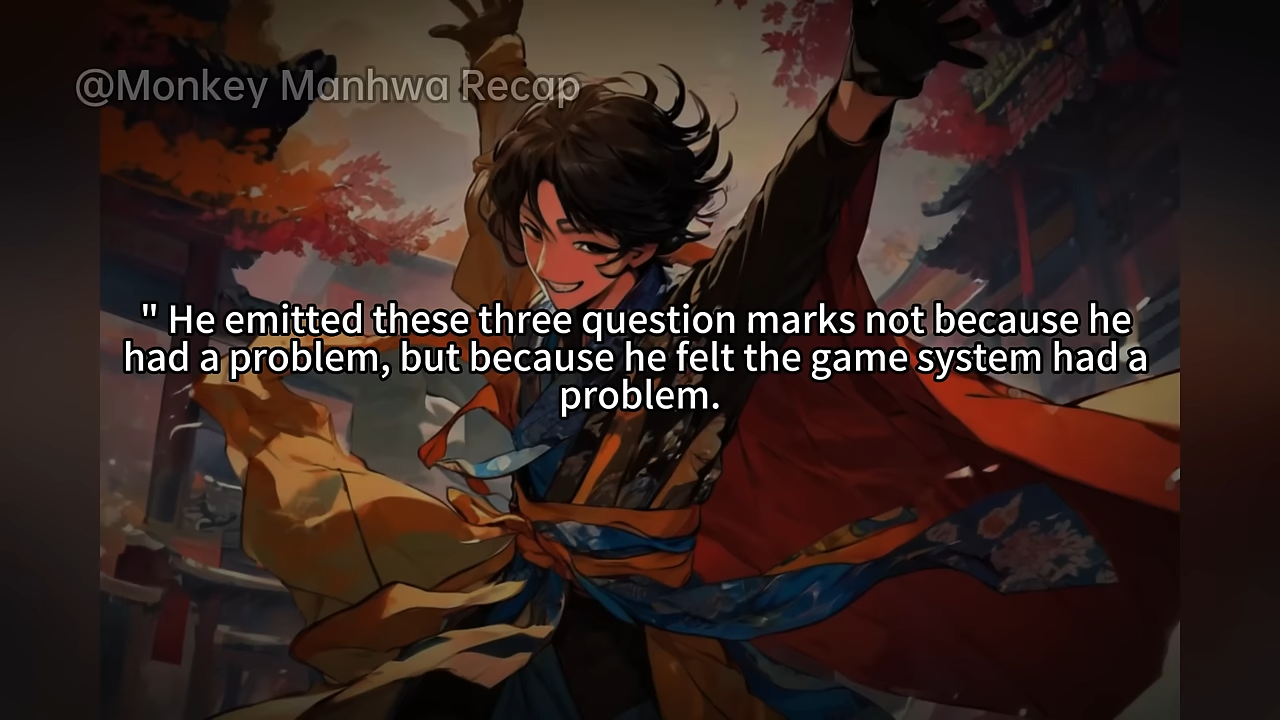 @Monkey Manhwa Recap
" He emitted these three question marks not because he
had a problem, but because he felt the game system had a
problem.